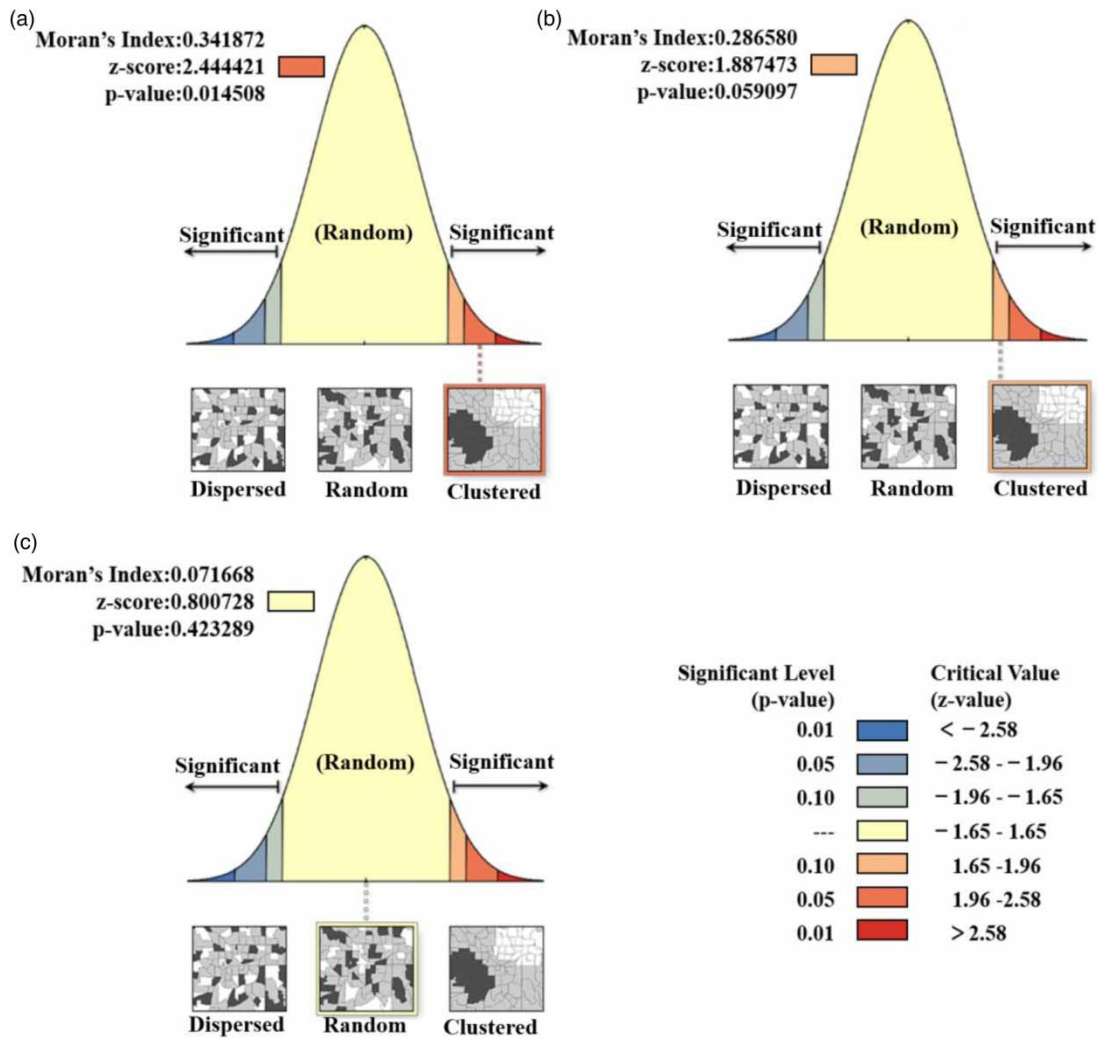 (a)
Moran's Index:0.341872
z-score:2.444421
p-value:0.014508
Significant
(Random)
Significant
Dispersed
Random
Clustered
(b)
Moran's Index:0.286580
z-score:1.887473
p-value:0.059097
Significant
(Random)
Significant
Dispersed
Random
Clustered
(c)
Moran's Index:0.071668
z-score:0.800728
p-value:0.423289
Significant
(Random)
Significant
Dispersed
Random
Clustered
Significant Level
(p-value)
Critical Value
(z-value)
0.01 < -2.58
0.05 -2.58 - -1.96
0.10 -1.96 - -1.65
--- -1.65 - 1.65
0.10 1.65 -1.96
0.05 1.96 -2.58
0.01 > 2.58